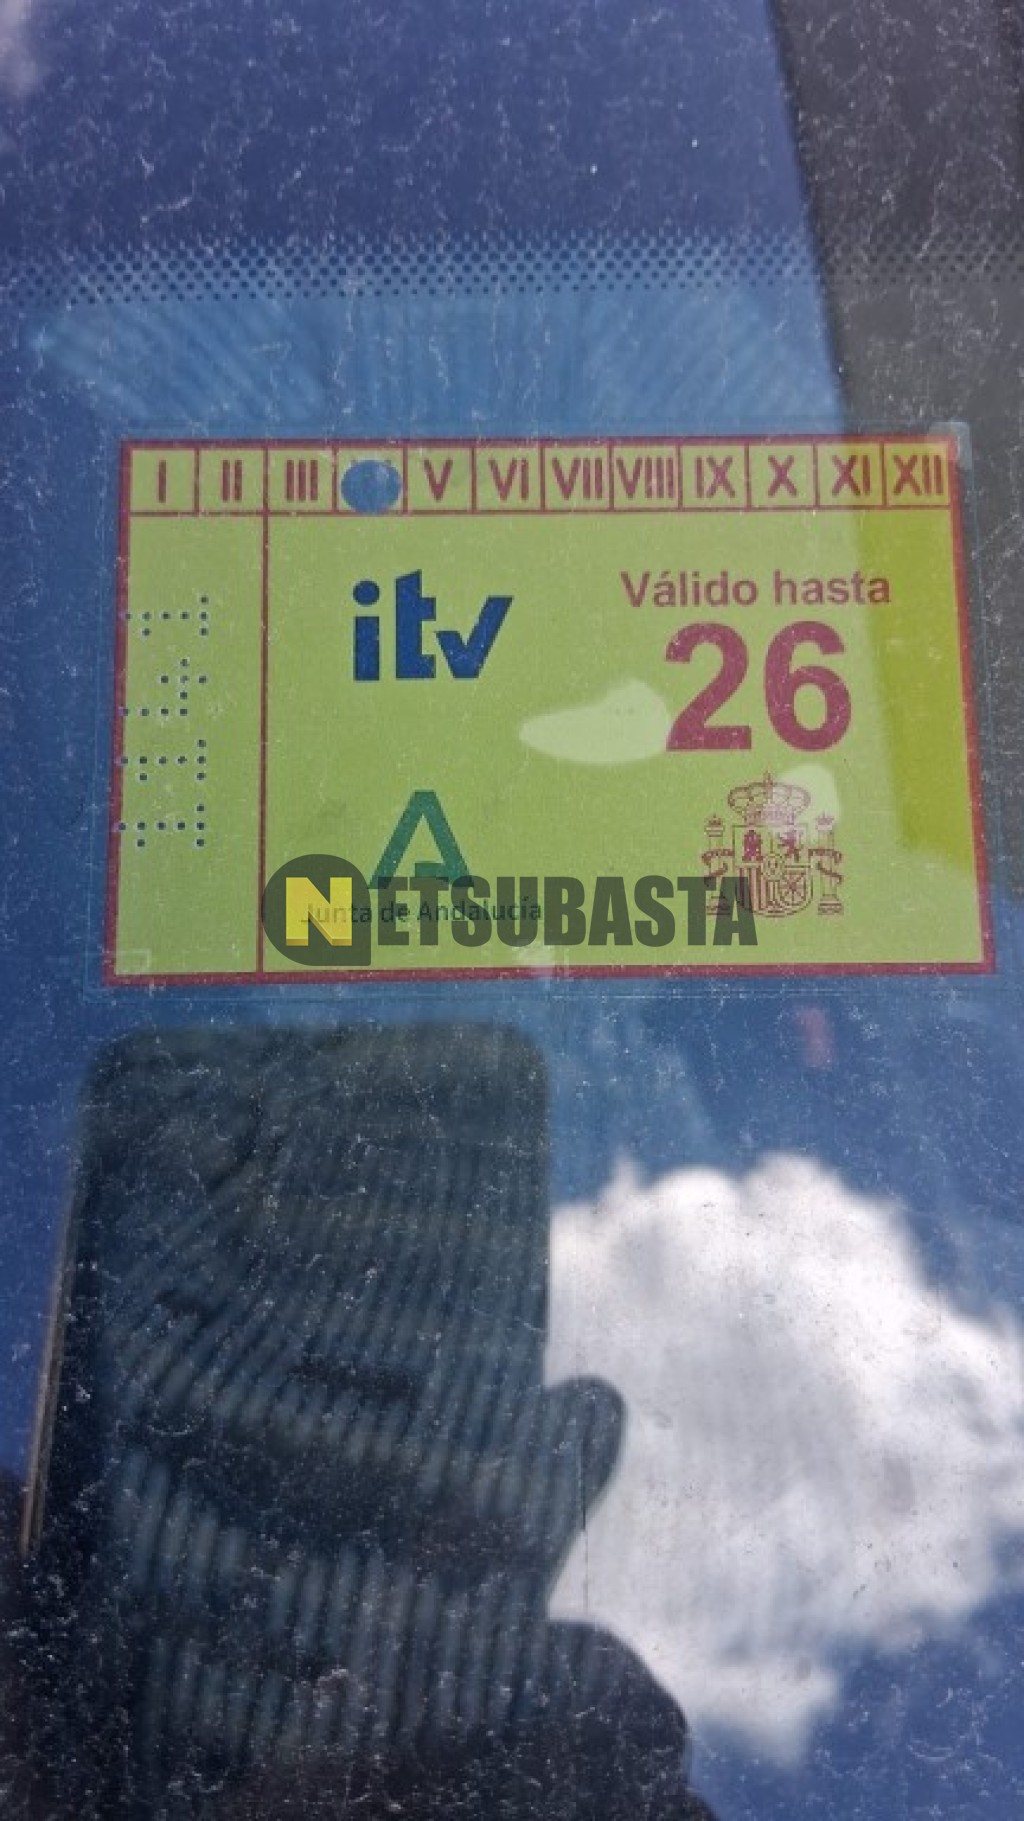 I II III V VI VII VIII IX X XI XII
itv
Válido hasta
26
A
Junta de Andalucía
NETSUBASTA